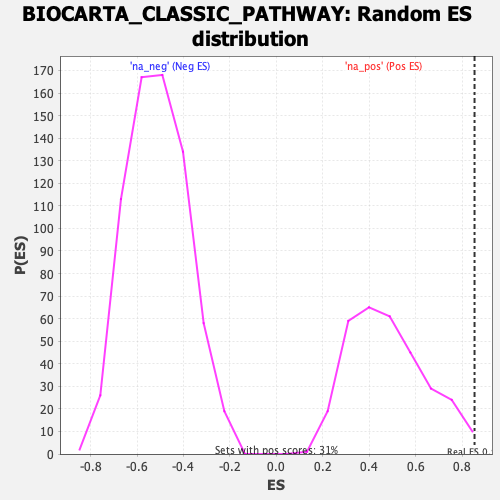 BIOCARTA_CLASSIC_PATHWAY: Random ES
distribution
'na_neg' (Neg ES)
'na_pos' (Pos ES)
170
160
150
140
130
120
110
100
90
80
70
60
50
40
30
20
10
0
P(ES)
Sets with pos scores: 31%
Real ES 0
-0.8 -0.6 -0.4 -0.2 0.0 0.2 0.4 0.6 0.8
ES